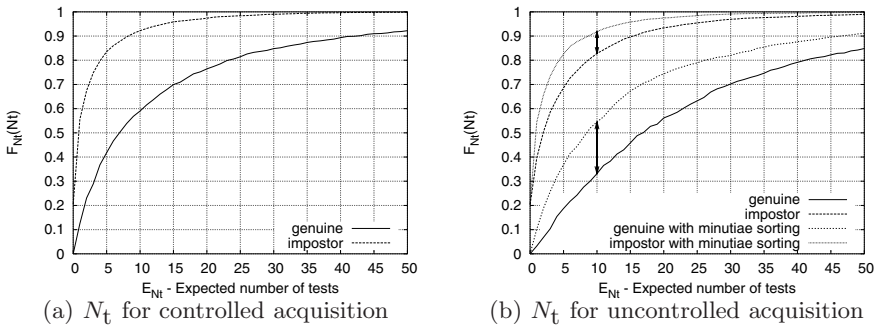 1
0.9
0.8
0.7
0.6
0.5
0.4
0.3
0.2
0.1
0
F_Nt(Nt)
genuine
impostor
0 5 10 15 20 25 30 35 40 45 50
E_Nt - Expected number of tests
(a) N_t for controlled acquisition
1
0.9
0.8
0.7
0.6
0.5
0.4
0.3
0.2
0.1
0
F_Nt(Nt)
genuine
impostor
genuine with minutiae sorting
impostor with minutiae sorting
0 5 10 15 20 25 30 35 40 45 50
E_Nt - Expected number of tests
(b) N_t for uncontrolled acquisition